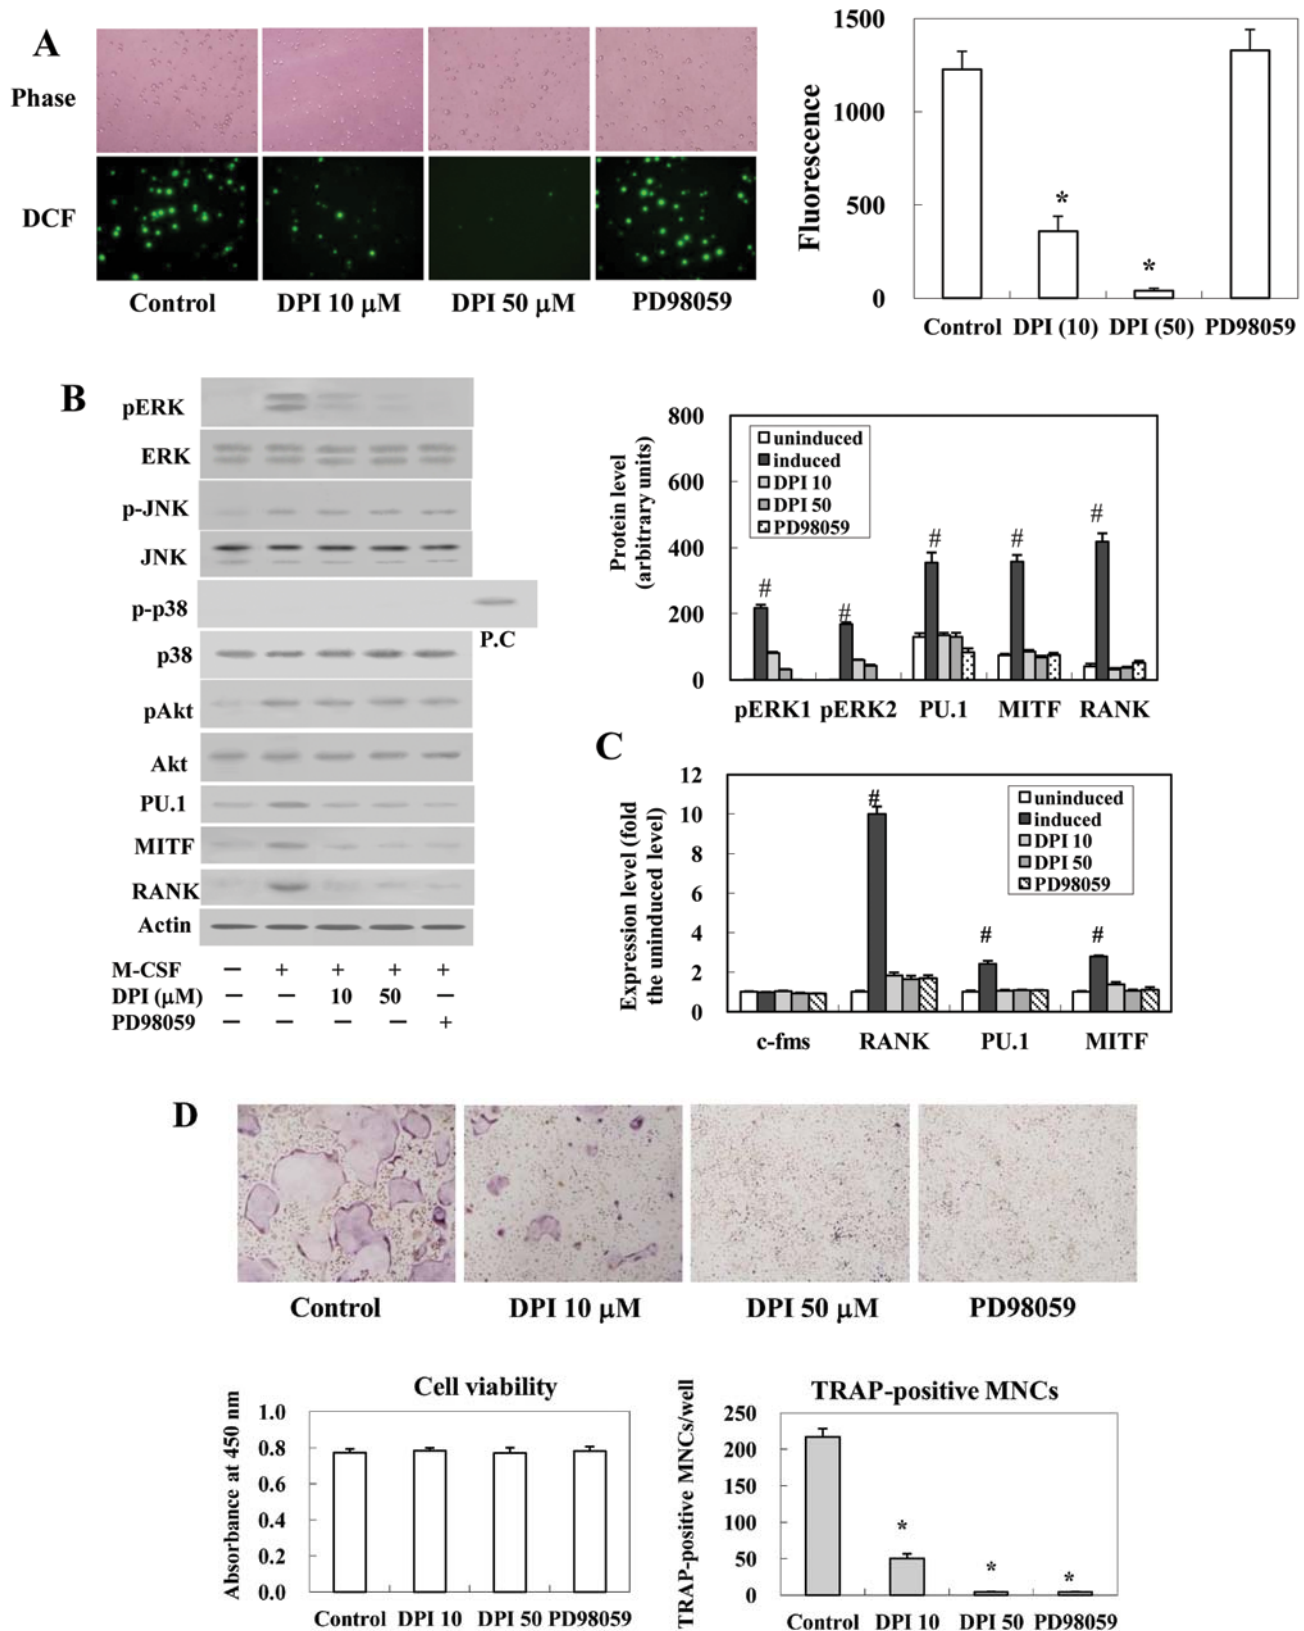 A
Phase
DCF
Control
DPI 10 μM
DPI 50 μM
PD98059
Fluorescence
1500
1000
500
0
*
*
Control
DPI (10)
DPI (50)
PD98059
B
pERK
ERK
p-JNK
JNK
p-p38
P.C
p38
pAkt
Akt
PU.1
MITF
RANK
Actin
M-CSF − + + + +
DPI (μM) − − 10 50 −
PD98059 − − − − +
Protein level
(arbitrary units)
800
600
400
200
0
uninduced
induced
DPI 10
DPI 50
PD98059
#
#
#
#
#
pERK1
pERK2
PU.1
MITF
RANK
C
Expression level (fold
the uninduced level)
12
10
8
6
4
2
0
uninduced
induced
DPI 10
DPI 50
PD98059
#
#
#
c-fms
RANK
PU.1
MITF
D
Control
DPI 10 μM
DPI 50 μM
PD98059
Cell viability
Absorbance at 450 nm
1.0
0.8
0.6
0.4
0.2
0.0
Control
DPI 10
DPI 50
PD98059
TRAP-positive MNCs
TRAP-positive MNCs/well
250
200
150
100
50
0
*
*
*
Control
DPI 10
DPI 50
PD98059